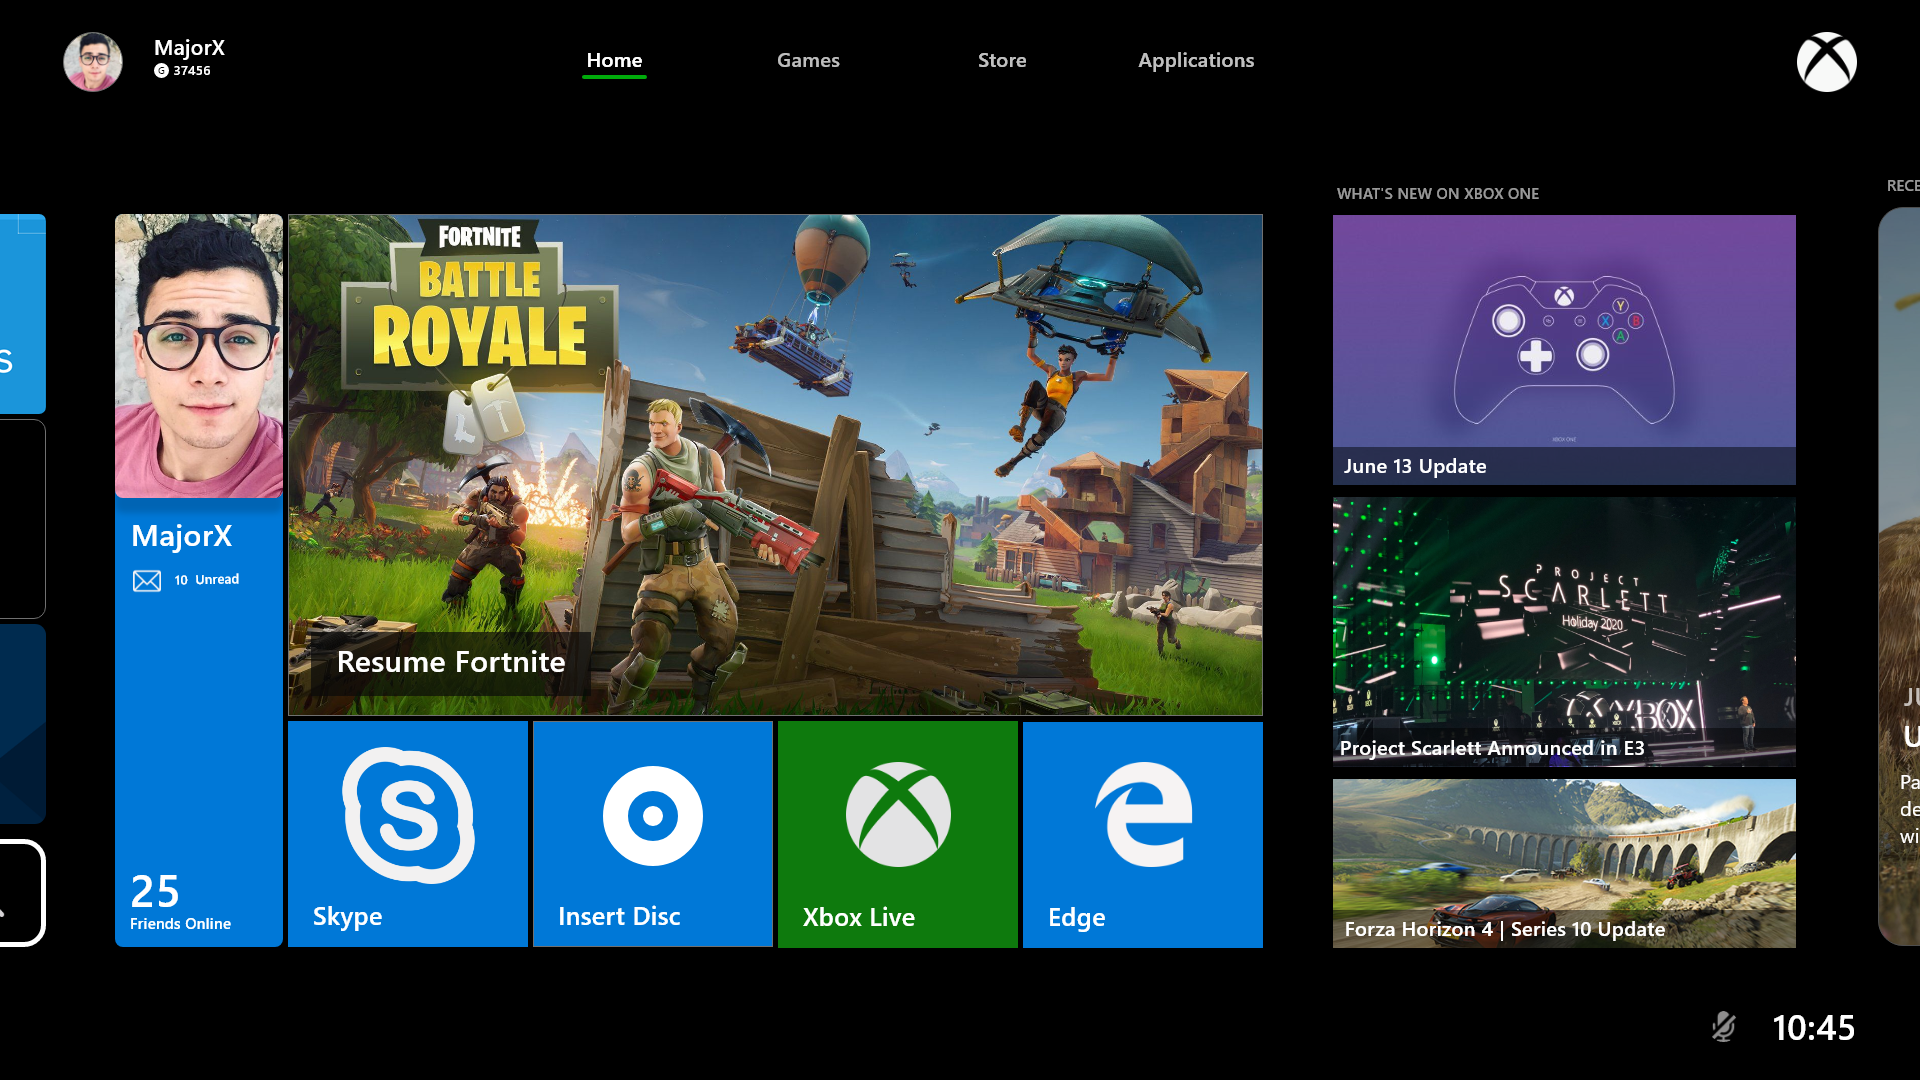 MajorX
G 37456
Home
Games
Store
Applications
S
MajorX
10 Unread
25
Friends Online
FORTNITE
BATTLE
ROYALE
Resume Fortnite
Skype
Insert Disc
Xbox Live
Edge
WHAT'S NEW ON XBOX ONE
Y
X
B
A
XBOX ONE
June 13 Update
PROJECT
SCARLETT
Holiday 2020
XBOX
Project Scarlett Announced in E3
Forza Horizon 4 | Series 10 Update
RECE
JU
U
Pa
de
wi
10:45